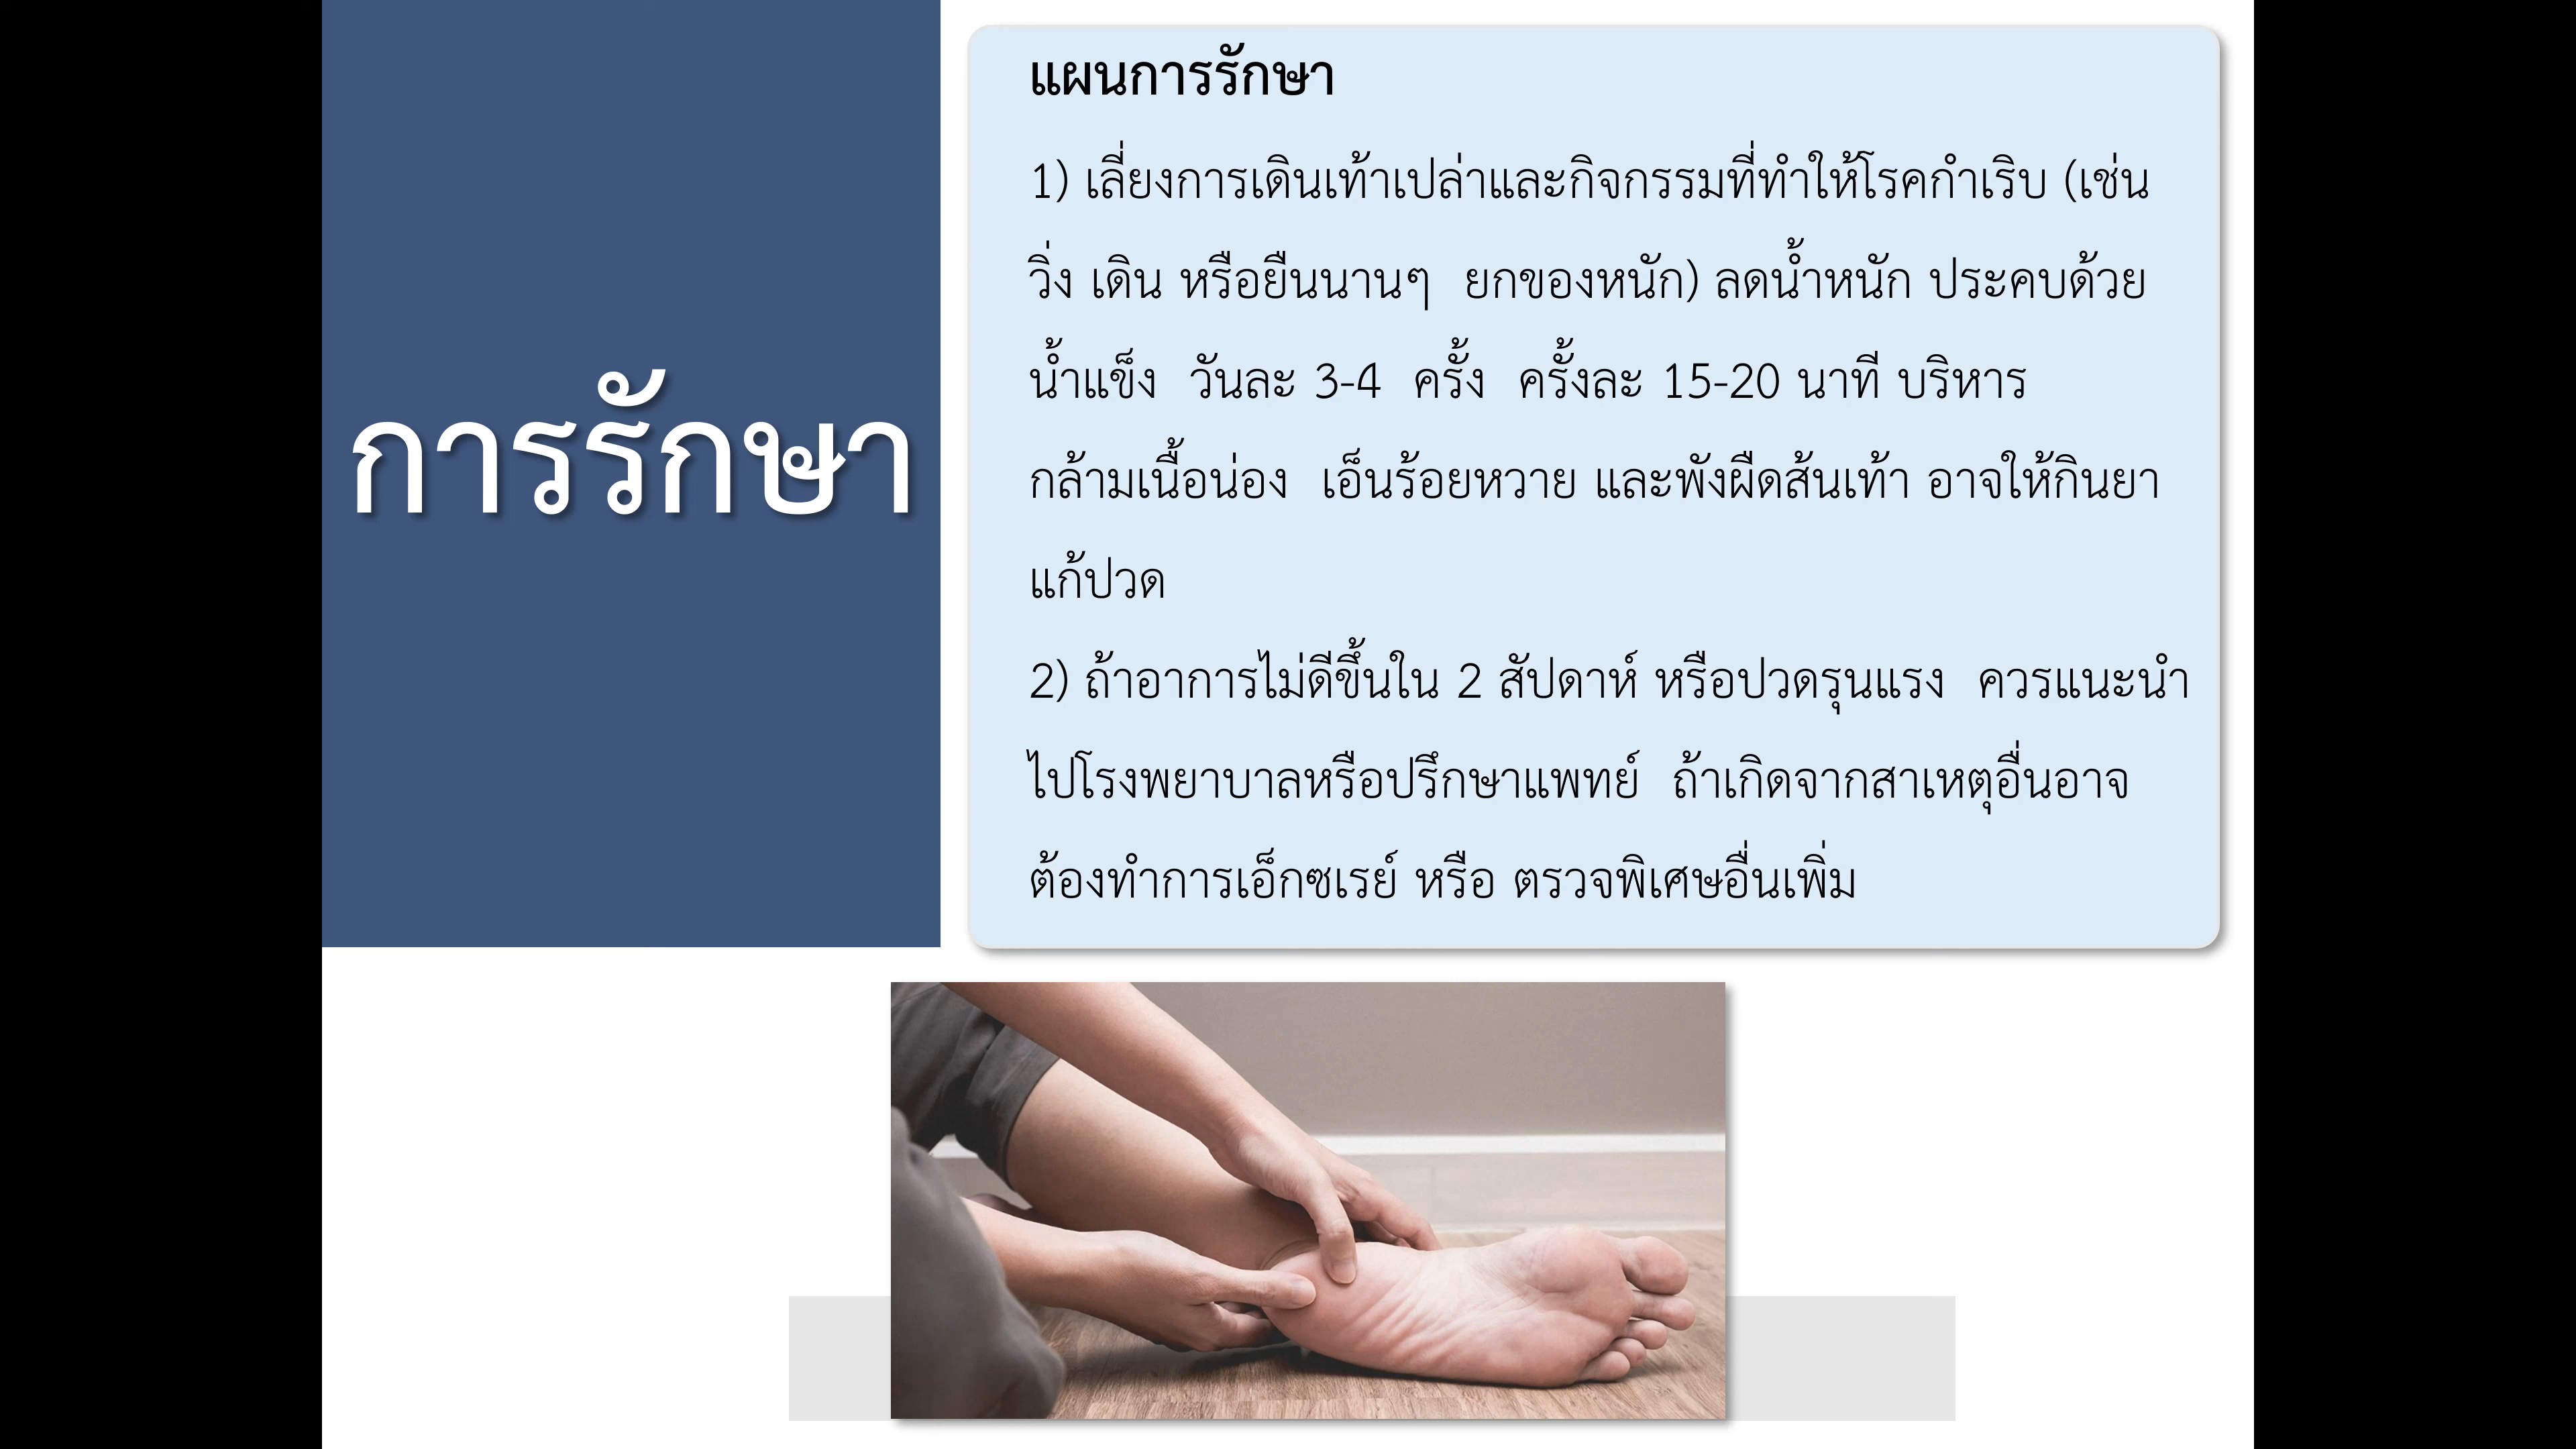 การรักษา
แผนการรักษา
1) เลี่ยงการเดินเท้าเปล่าและกิจกรรมที่ทำให้โรคกำเริบ (เช่น
วิ่ง เดิน หรือยืนนานๆ  ยกของหนัก) ลดน้ำหนัก ประคบด้วย
น้ำแข็ง  วันละ 3-4  ครั้ง  ครั้งละ 15-20 นาที บริหาร
กล้ามเนื้อน่อง  เอ็นร้อยหวาย และพังผืดส้นเท้า อาจให้กินยา
แก้ปวด
2) ถ้าอาการไม่ดีขึ้นใน 2 สัปดาห์ หรือปวดรุนแรง  ควรแนะนำ
ไปโรงพยาบาลหรือปรึกษาแพทย์  ถ้าเกิดจากสาเหตุอื่นอาจ
ต้องทำการเอ็กซเรย์ หรือ ตรวจพิเศษอื่นเพิ่ม